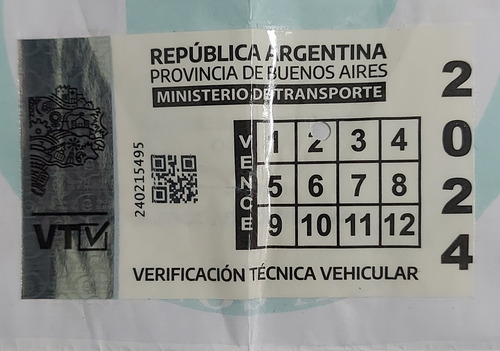 REPÚBLICA ARGENTINA
PROVINCIA DE BUENOS AIRES
MINISTERIO DE TRANSPORTE
240215495
VENCE
1 2 3 4
5 6 7 8
9 10 11 12
2024
VTV
VERIFICACIÓN TÉCNICA VEHICULAR